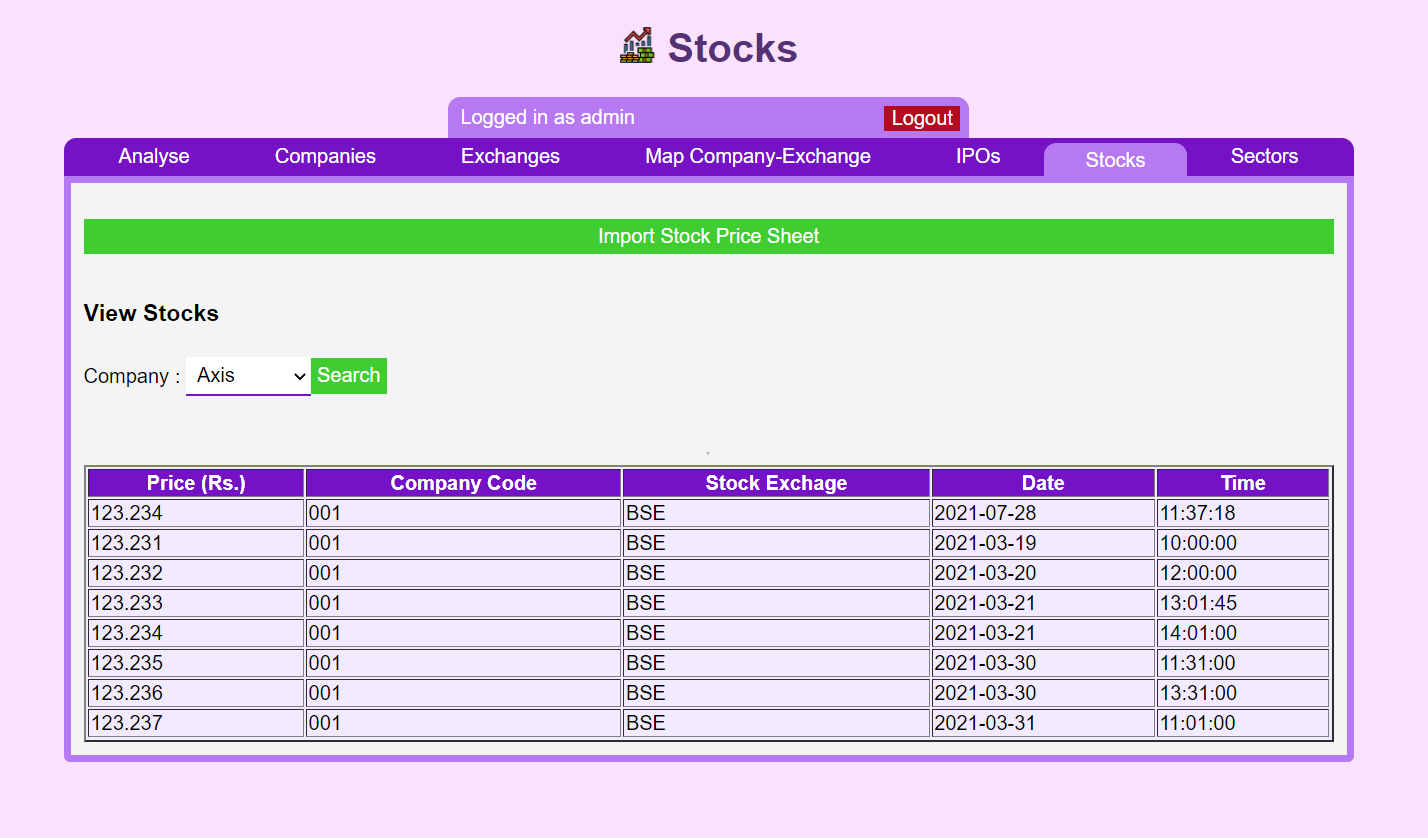 Stocks
Logged in as admin Logout
Analyse Companies Exchanges Map Company-Exchange IPOs Stocks Sectors
Import Stock Price Sheet
View Stocks
Company : Axis Search
Price (Rs.) Company Code Stock Exchage Date Time
123.234 001 BSE 2021-07-28 11:37:18
123.231 001 BSE 2021-03-19 10:00:00
123.232 001 BSE 2021-03-20 12:00:00
123.233 001 BSE 2021-03-21 13:01:45
123.234 001 BSE 2021-03-21 14:01:00
123.235 001 BSE 2021-03-30 11:31:00
123.236 001 BSE 2021-03-30 13:31:00
123.237 001 BSE 2021-03-31 11:01:00